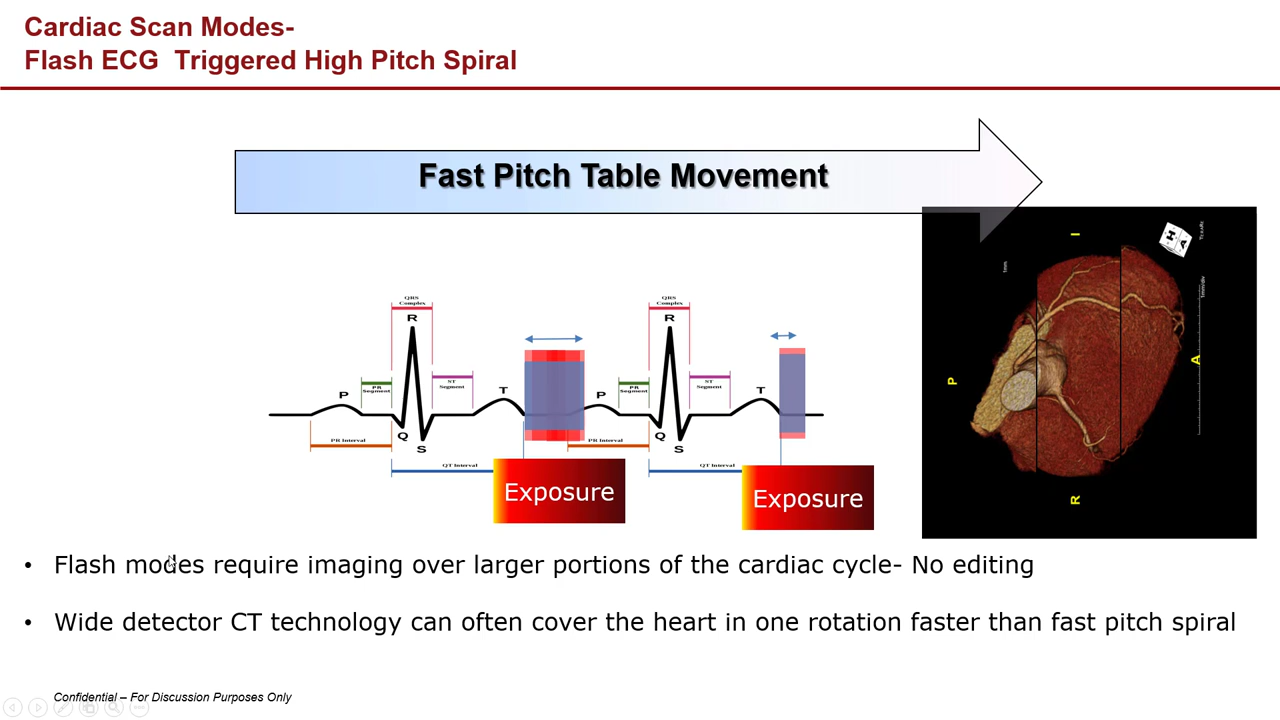 Cardiac Scan Modes-
Flash ECG  Triggered High Pitch Spiral
Fast Pitch Table Movement
QRS
Complex
R
PR
Segment
ST
Segment
P
T
Q
S
PR Interval
QT Interval
QRS
Complex
R
PR
Segment
ST
Segment
P
T
Q
S
PR Interval
QT Interval
Exposure
Exposure
I
H
A
1mm
1mm/div
P
A
R
• Flash modes require imaging over larger portions of the cardiac cycle- No editing
• Wide detector CT technology can often cover the heart in one rotation faster than fast pitch spiral
Confidential – For Discussion Purposes Only